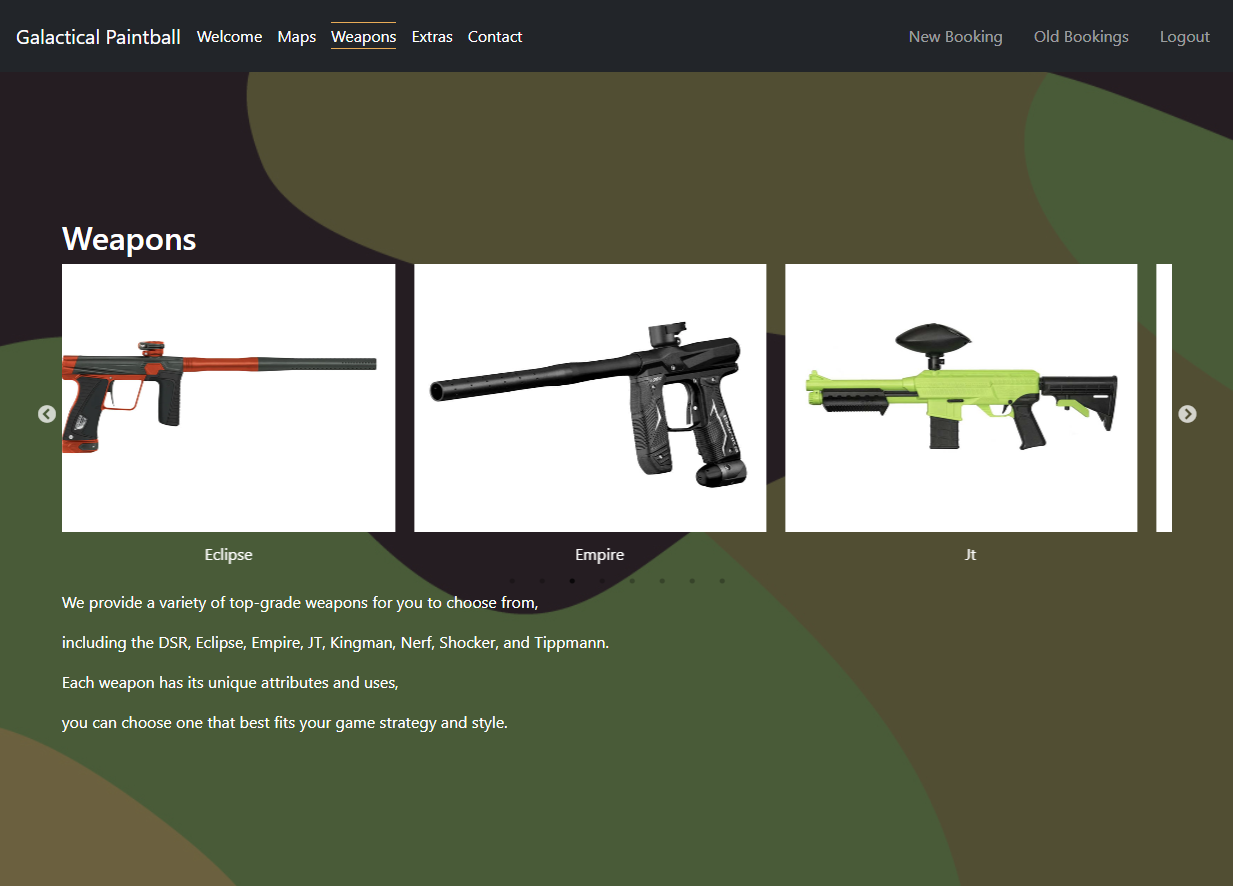 Galactical Paintball Welcome Maps Weapons Extras Contact New Booking Old Bookings Logout
Weapons
Eclipse Empire Jt
We provide a variety of top-grade weapons for you to choose from,
including the DSR, Eclipse, Empire, JT, Kingman, Nerf, Shocker, and Tippmann.
Each weapon has its unique attributes and uses,
you can choose one that best fits your game strategy and style.